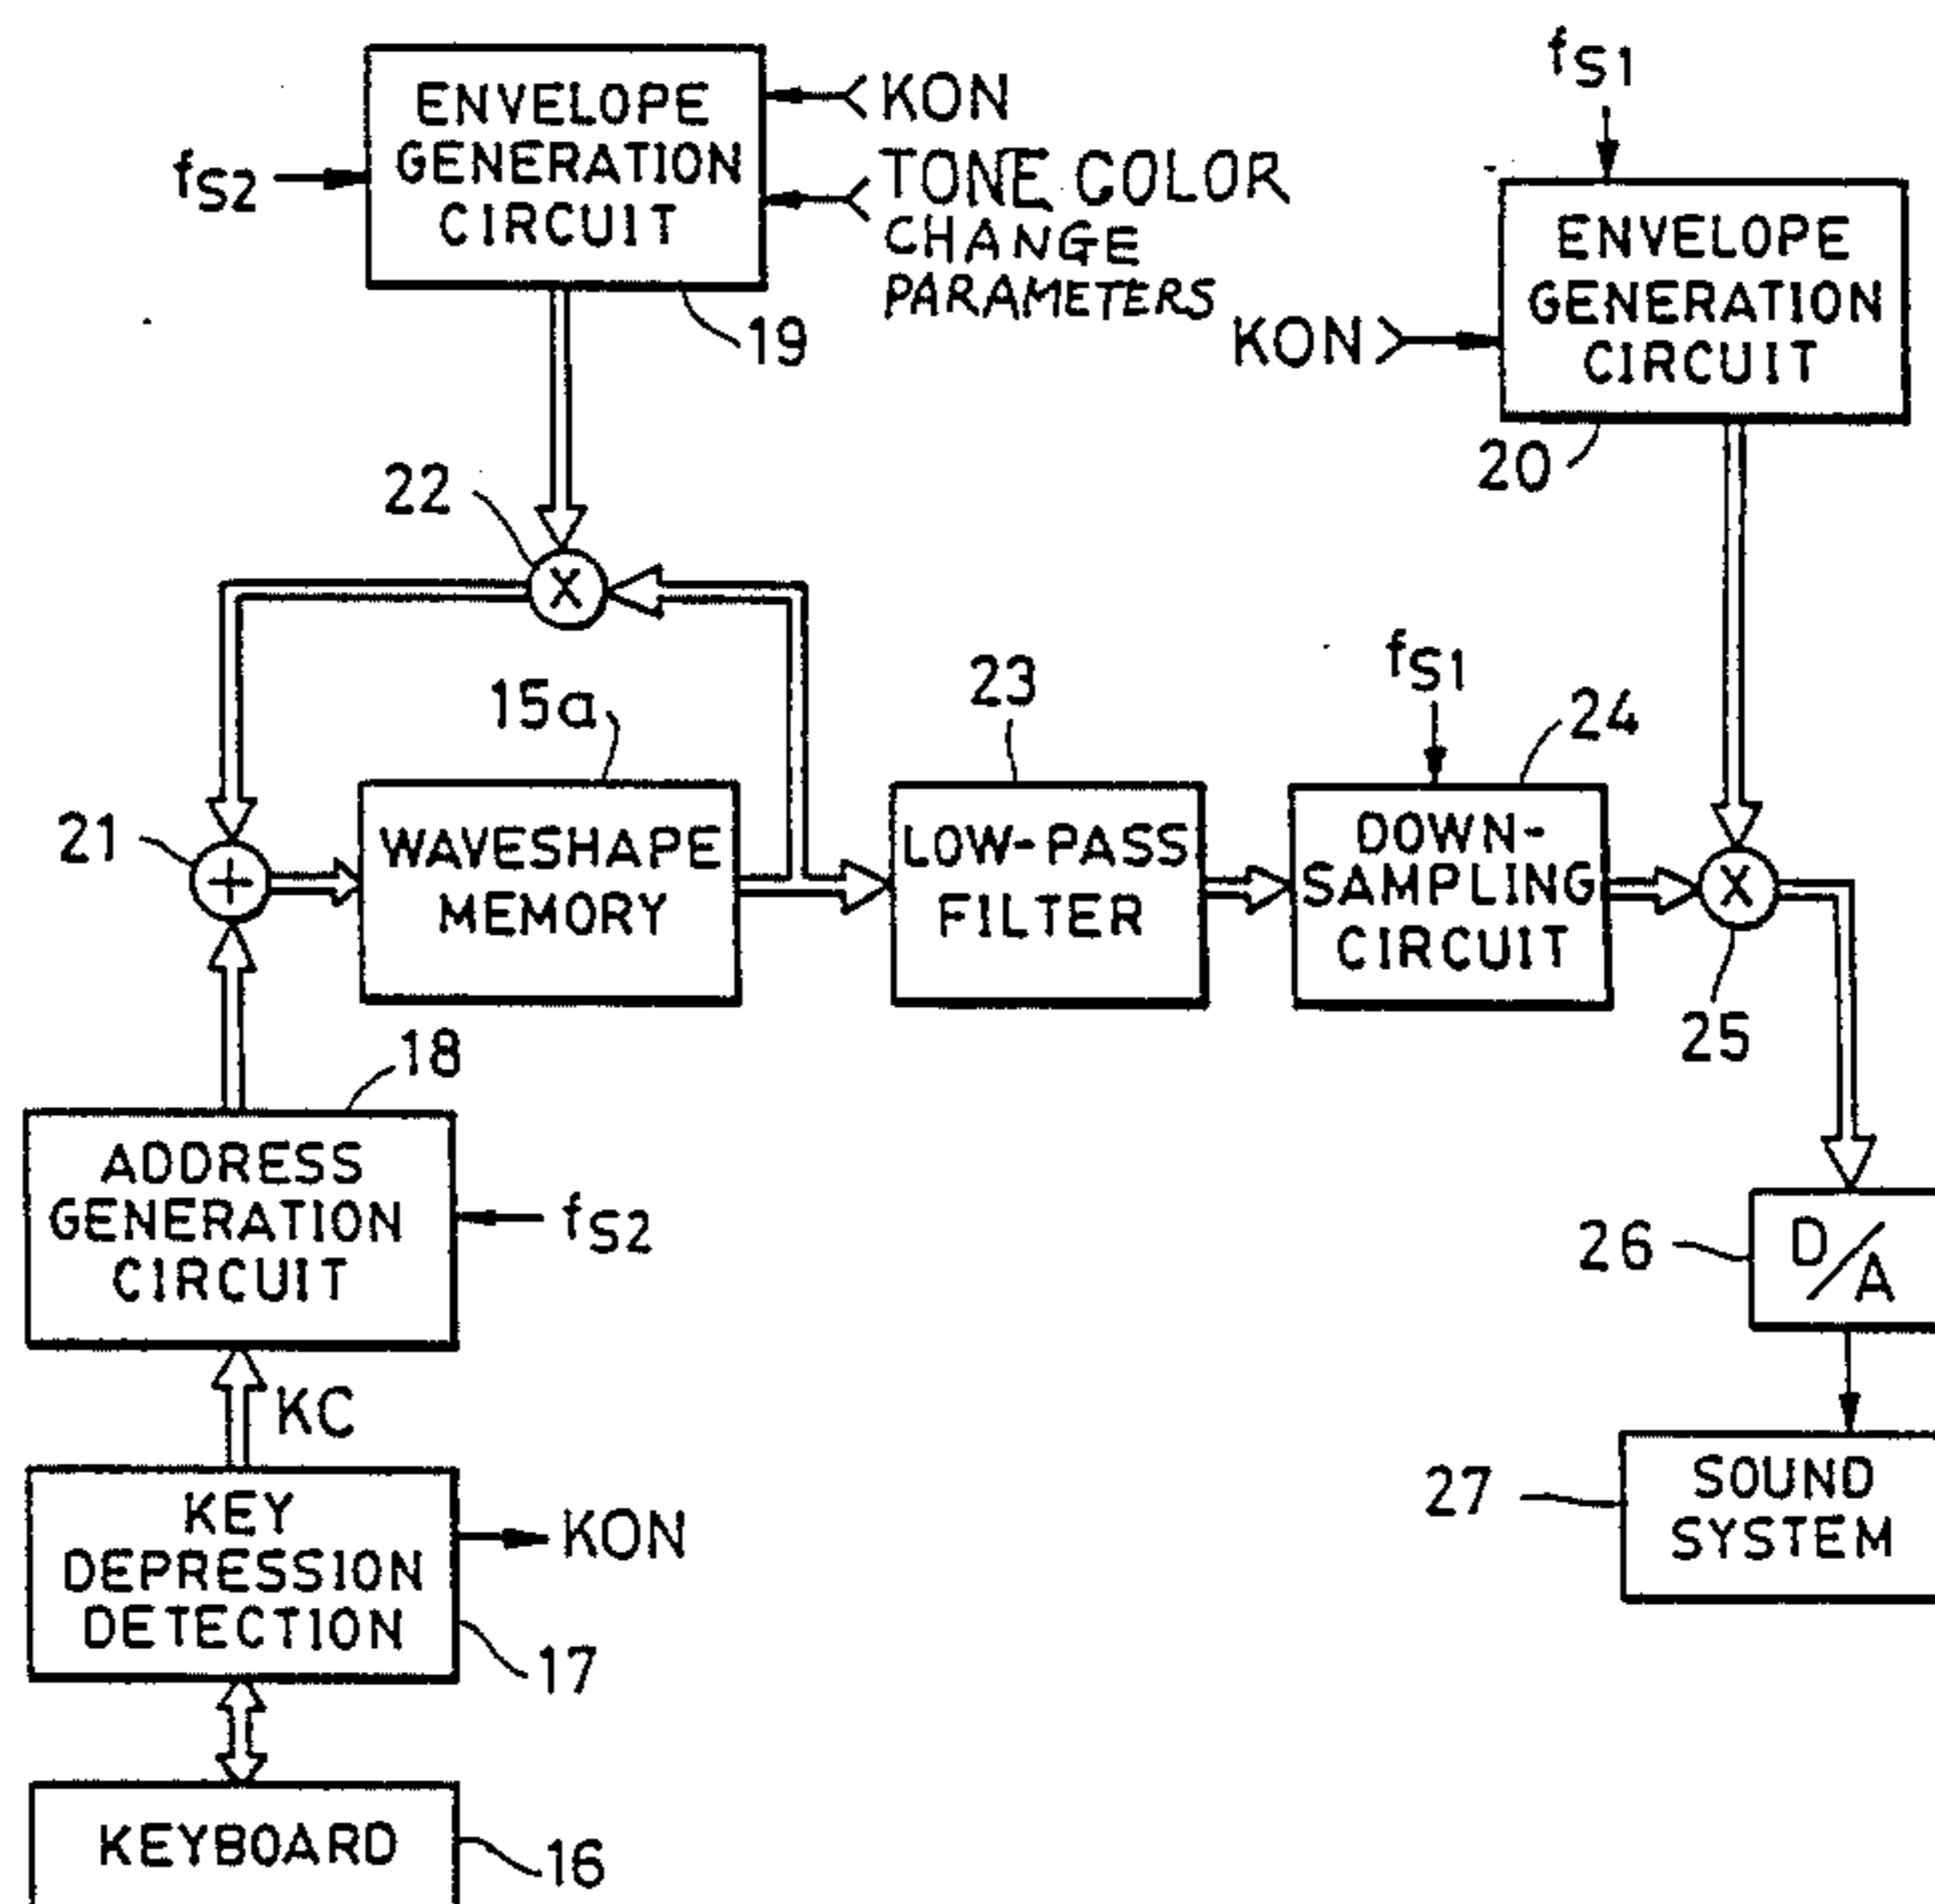 ENVELOPE
GENERATION
CIRCUIT
fS2
KON
TONE COLOR
CHANGE
PARAMETERS
19
fS1
ENVELOPE
GENERATION
CIRCUIT
KON
20
22
15a
23
fS1
24
21
WAVESHAPE
MEMORY
LOW-PASS
FILTER
DOWN-
SAMPLING
CIRCUIT
25
18
ADDRESS
GENERATION
CIRCUIT
fS2
26
D/A
KC
KEY
DEPRESSION
DETECTION
KON
17
27
SOUND
SYSTEM
KEYBOARD
16